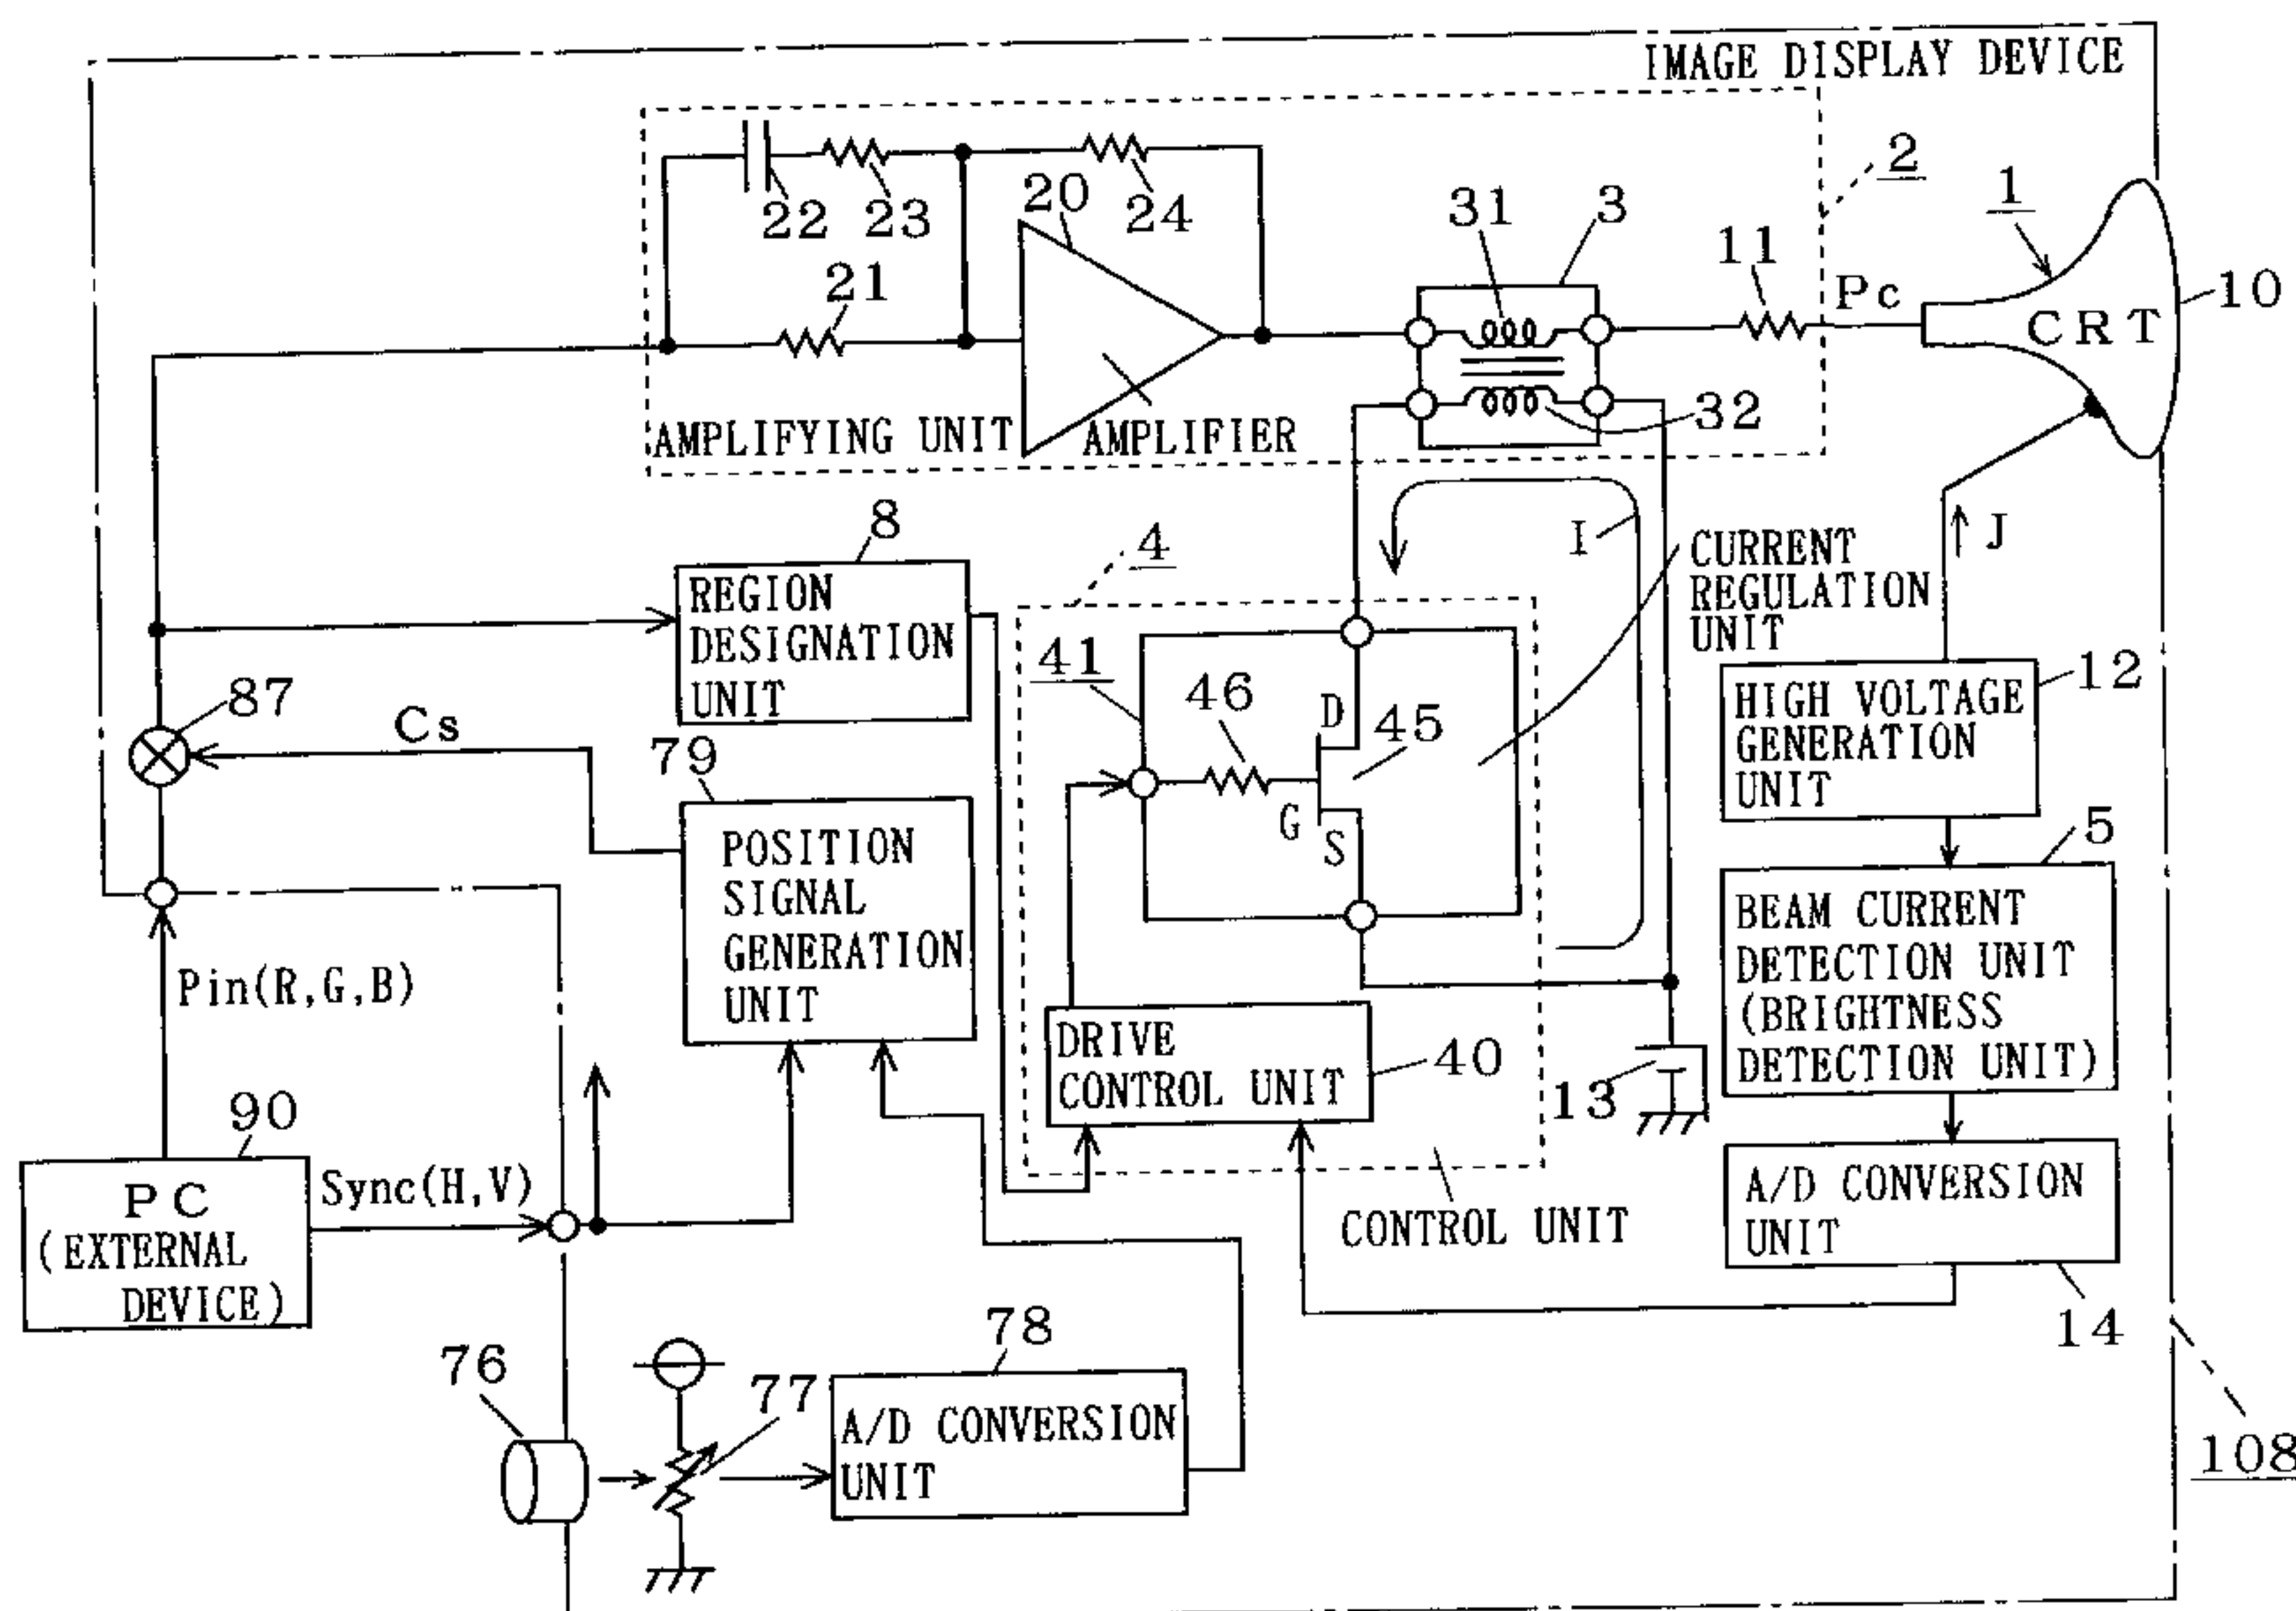 IMAGE DISPLAY DEVICE
2
1
22
23
20
24
31
3
11
Pc
10
CRT
21
32
AMPLIFYING UNIT
AMPLIFIER
8
4
I
J
REGION
DESIGNATION
UNIT
CURRENT
REGULATION
UNIT
41
46
D
45
G
S
87
Cs
79
12
HIGH VOLTAGE
GENERATION
UNIT
5
POSITION
SIGNAL
GENERATION
UNIT
BEAM CURRENT
DETECTION UNIT
(BRIGHTNESS
DETECTION UNIT)
Pin(R,G,B)
DRIVE
CONTROL UNIT
40
13
90
PC
(EXTERNAL
DEVICE)
Sync(H,V)
CONTROL UNIT
A/D CONVERSION
UNIT
14
76
77
78
A/D CONVERSION
UNIT
108